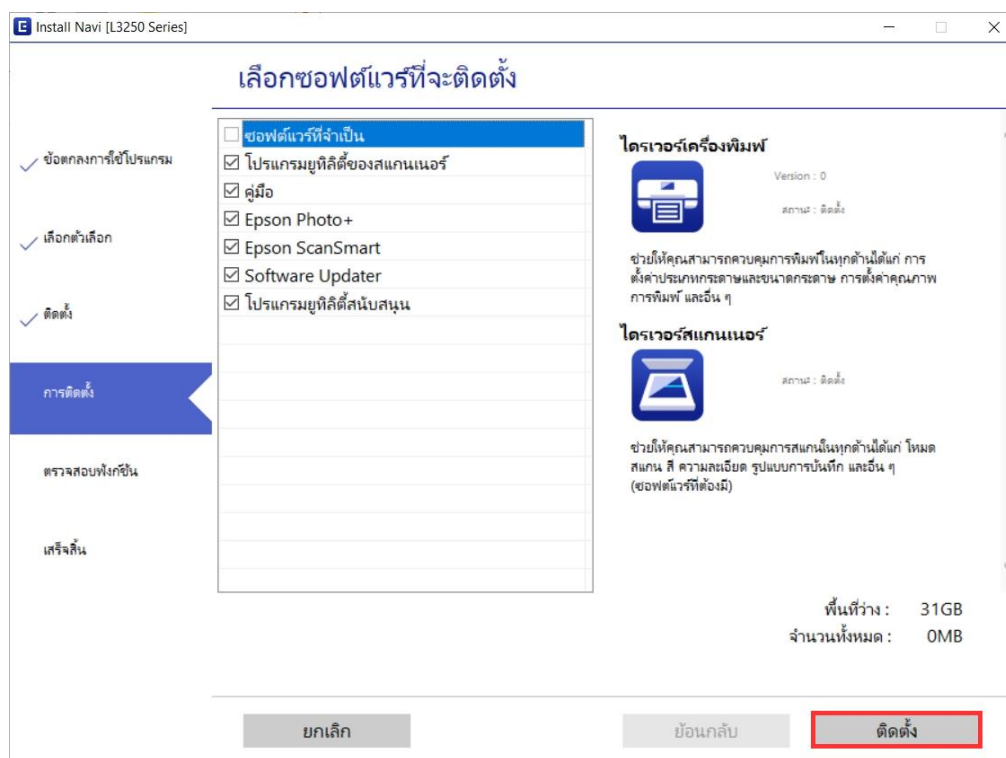 Install Navi [L3250 Series]
เลือกซอฟต์แวร์ที่จะติดตั้ง
ข้อตกลงการใช้โปรแกรม
เลือกตัวเลือก
ติดตั้ง
การติดตั้ง
ตรวจสอบฟังก์ชัน
เสร็จสิ้น
ซอฟต์แวร์ที่จำเป็น
โปรแกรมยูทิลิตี้ของสแกนเนอร์
คู่มือ
Epson Photo+
Epson ScanSmart
Software Updater
โปรแกรมยูทิลิตี้สนับสนุน
ไดรเวอร์เครื่องพิมพ์
Version : 0
สถานะ : ติดตั้ง
ช่วยให้คุณสามารถควบคุมการพิมพ์ในทุกด้านได้แก่ การ
ตั้งค่าประเภทกระดาษและขนาดกระดาษ การตั้งค่าคุณภาพ
การพิมพ์ และอื่น ๆ
ไดรเวอร์สแกนเนอร์
สถานะ : ติดตั้ง
ช่วยให้คุณสามารถควบคุมการสแกนในทุกด้านได้แก่ โหมด
สแกน สี ความละเอียด รูปแบบการบันทึก และอื่น ๆ
(ซอฟต์แวร์ที่ต้องมี)
พื้นที่ว่าง : 31GB
จำนวนทั้งหมด : 0MB
ยกเลิก
ย้อนกลับ
ติดตั้ง